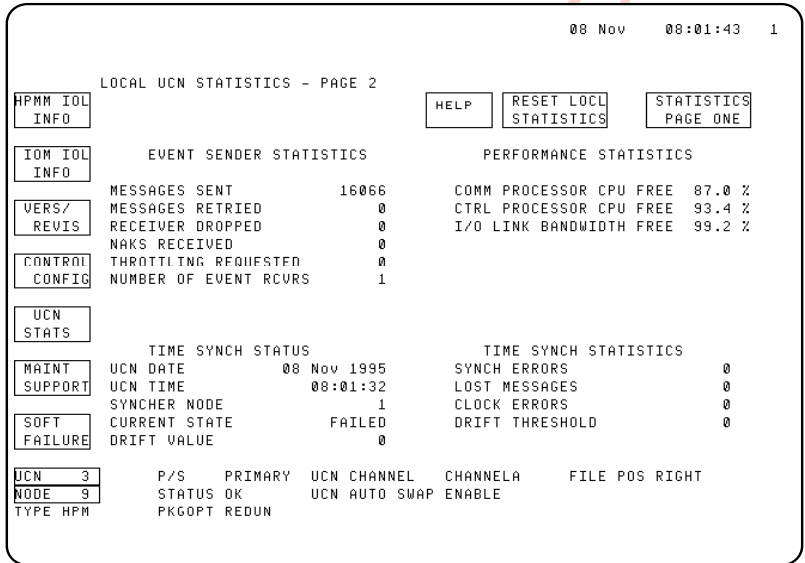 08 Nov 08:01:43 1
LOCAL UCN STATISTICS - PAGE 2
HPMM IOL
INFO
HELP
RESET LOCL
STATISTICS
STATISTICS
PAGE ONE
IOM IOL
INFO
VERS/
REVIS
CONTROL
CONFIG
UCN
STATS
MAINT
SUPPORT
SOFT
FAILURE
EVENT SENDER STATISTICS
MESSAGES SENT 16066
MESSAGES RETRIED 0
RECEIVER DROPPED 0
NAKS RECEIVED 0
THROTTLING REQUESTED 0
NUMBER OF EVENT RCVRS 1
PERFORMANCE STATISTICS
COMM PROCESSOR CPU FREE 87.0 %
CTRL PROCESSOR CPU FREE 93.4 %
I/O LINK BANDWIDTH FREE 99.2 %
TIME SYNCH STATUS
UCN DATE 08 Nov 1995
UCN TIME 08:01:32
SYNCHER NODE 1
CURRENT STATE FAILED
DRIFT VALUE 0
TIME SYNCH STATISTICS
SYNCH ERRORS 0
LOST MESSAGES 0
CLOCK ERRORS 0
DRIFT THRESHOLD 0
UCN 3 P/S PRIMARY UCN CHANNEL CHANNELA FILE POS RIGHT
NODE 9 STATUS OK UCN AUTO SWAP ENABLE
TYPE HPM PKGOPT REDUN